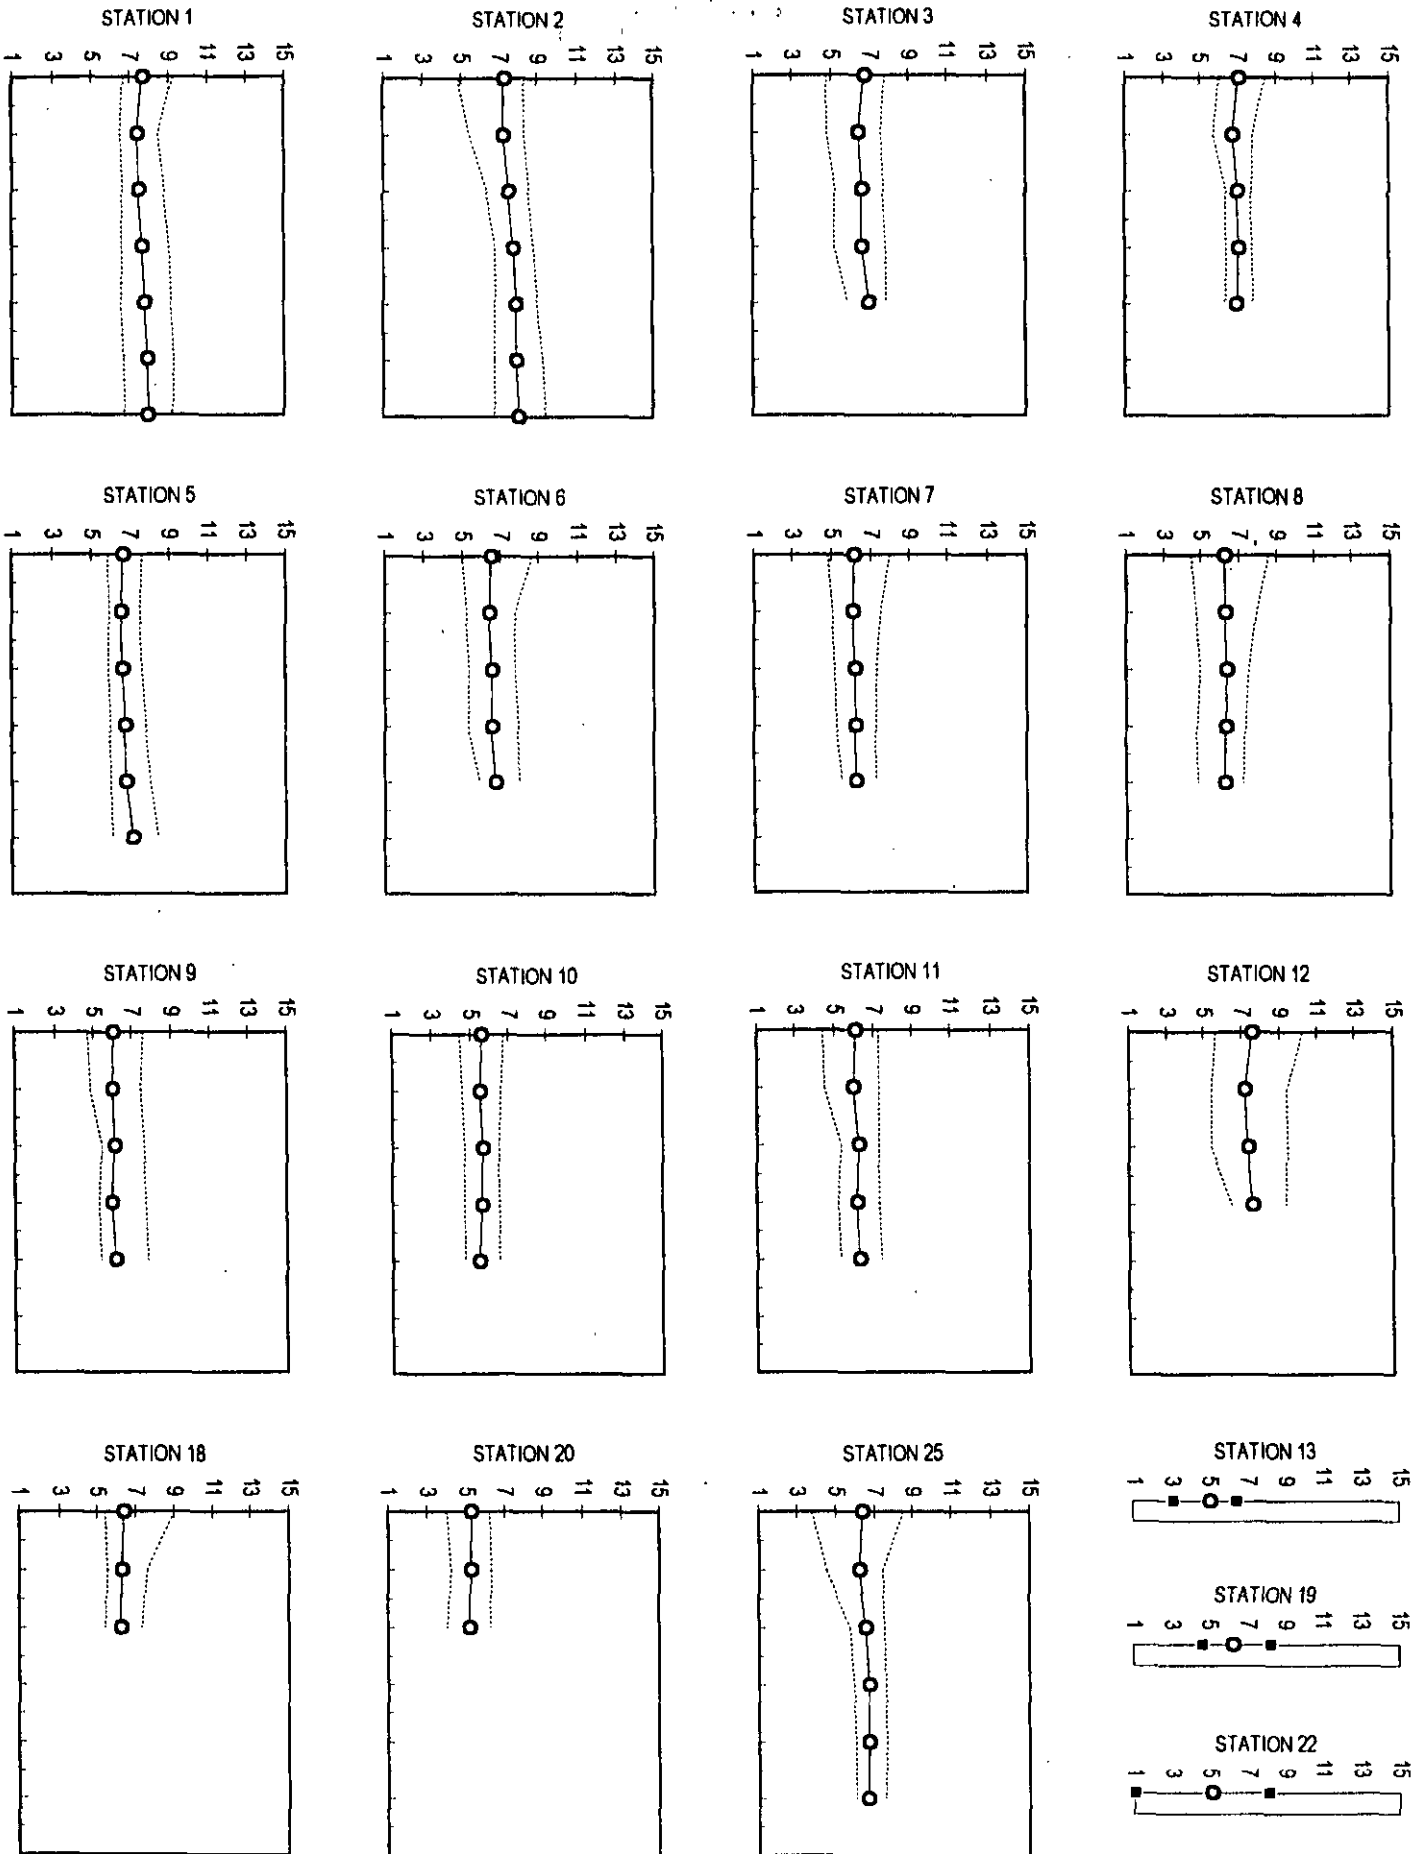 STATION 1 STATION 2 STATION 3 STATION 4
1 3 5 7 9 11 13 15 1 3 5 7 9 11 13 15 1 3 5 7 9 11 13 15 1 3 5 7 9 11 13 15
STATION 5 STATION 6 STATION 7 STATION 8
1 3 5 7 9 11 13 15 1 3 5 7 9 11 13 15 1 3 5 7 9 11 13 15 1 3 5 7 9 11 13 15
STATION 9 STATION 10 STATION 11 STATION 12
1 3 5 7 9 11 13 15 1 3 5 7 9 11 13 15 1 3 5 7 9 11 13 15 1 3 5 7 9 11 13 15
STATION 18 STATION 20 STATION 25 STATION 13
1 3 5 7 9 11 13 15 1 3 5 7 9 11 13 15 1 3 5 7 9 11 13 15 1 3 5 7 9 11 13 15
STATION 19
1 3 5 7 9 11 13 15
STATION 22
1 3 5 7 9 11 13 15